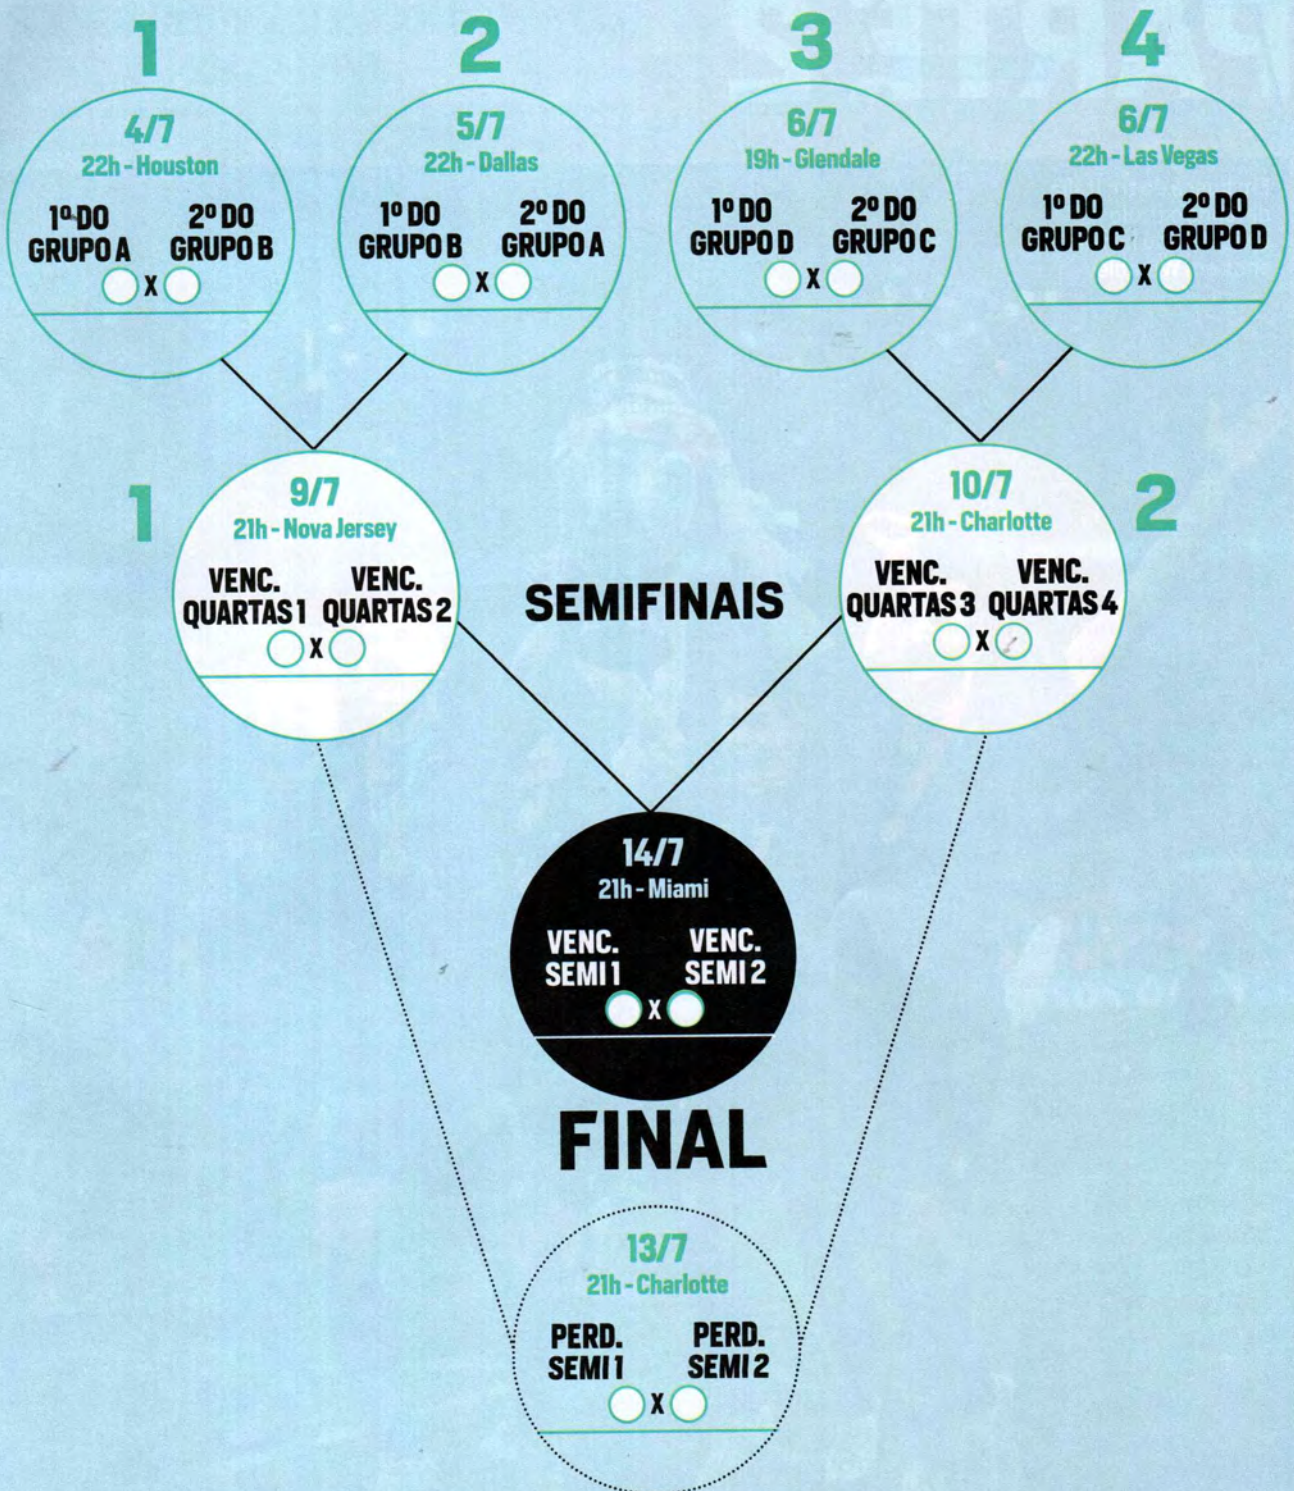 1
2
3
4
4/7
22h - Houston
1º DO GRUPO A X 2º DO GRUPO B
5/7
22h - Dallas
1º DO GRUPO B X 2º DO GRUPO A
6/7
19h - Glendale
1º DO GRUPO D X 2º DO GRUPO C
6/7
22h - Las Vegas
1º DO GRUPO C X 2º DO GRUPO D
1
9/7
21h - Nova Jersey
VENC. QUARTAS 1 X VENC. QUARTAS 2
SEMIFINAIS
2
10/7
21h - Charlotte
VENC. QUARTAS 3 X VENC. QUARTAS 4
14/7
21h - Miami
VENC. SEMI 1 X VENC. SEMI 2
FINAL
13/7
21h - Charlotte
PERD. SEMI 1 X PERD. SEMI 2